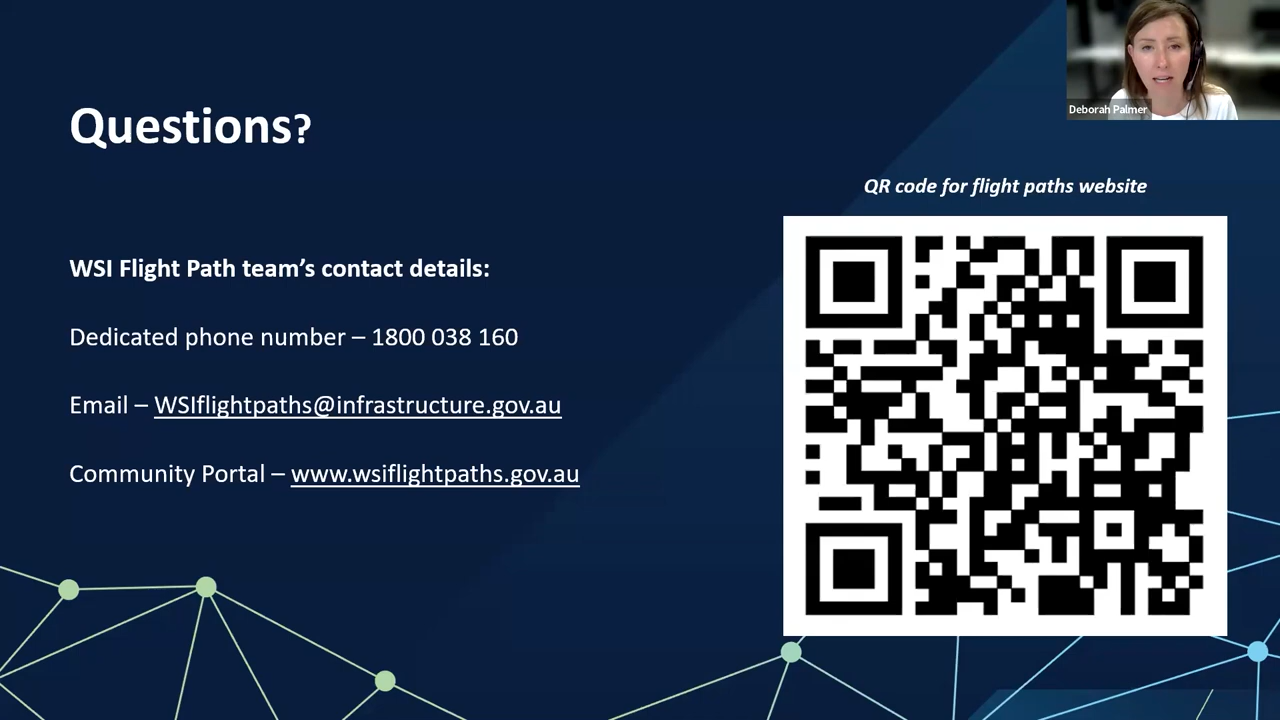 Deborah Palmer
Questions?
QR code for flight paths website
WSI Flight Path team’s contact details:
Dedicated phone number – 1800 038 160
Email – WSIflightpaths@infrastructure.gov.au
Community Portal – www.wsiflightpaths.gov.au